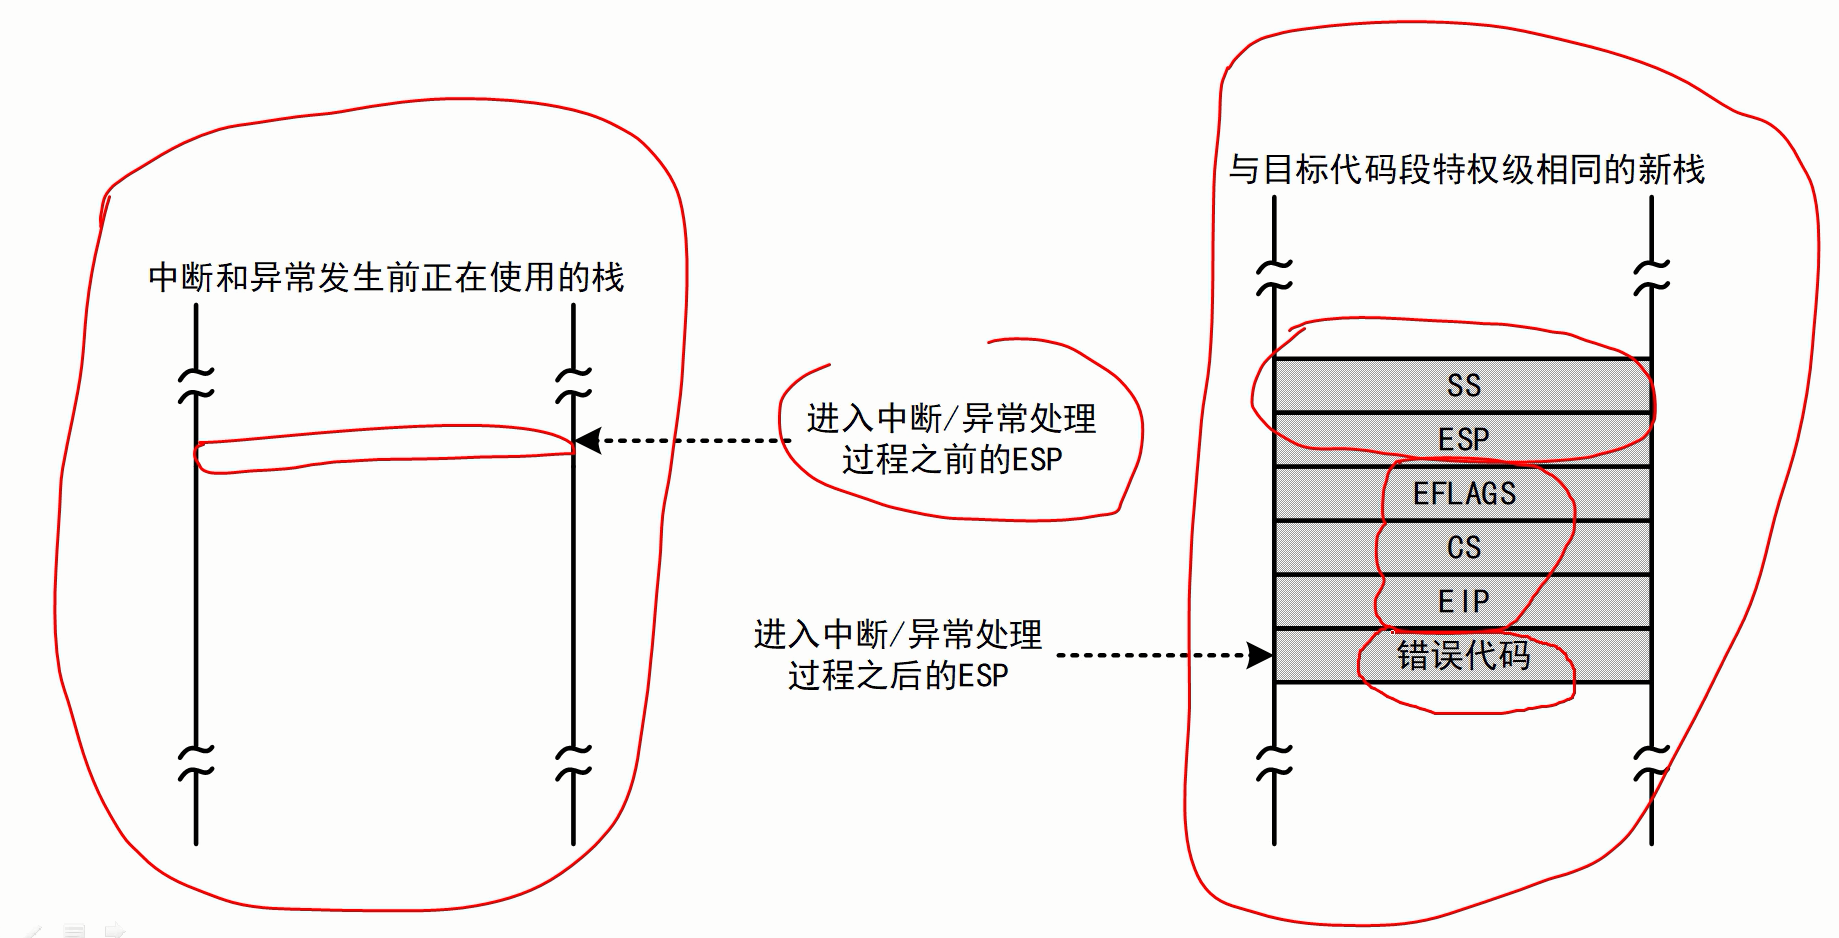 与目标代码段特权级相同的新栈
中断和异常发生前正在使用的栈
SS
进入中断/异常处理
过程之前的ESP
ESP
EFLAGS
CS
EIP
进入中断/异常处理
过程之后的ESP
错误代码